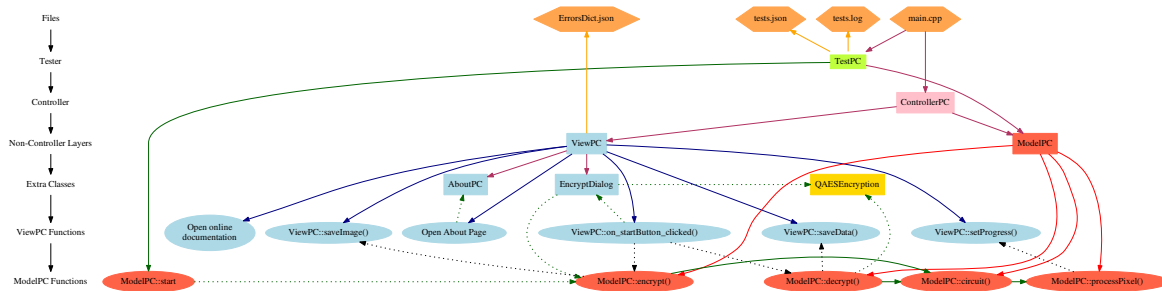 Files
ErrorsDict.json
tests.json
tests.log
main.cpp
Tester
TestPC
Controller
ControllerPC
Non-Controller Layers
ViewPC
ModelPC
Extra Classes
AboutPC
EncryptDialog
QAESEncryption
ViewPC Functions
Open online
documentation
ViewPC::saveImage()
Open About Page
ViewPC::on_startButton_clicked()
ViewPC::saveData()
ViewPC::setProgress()
ModelPC Functions
ModelPC::start
ModelPC::encrypt()
ModelPC::decrypt()
ModelPC::circuit()
ModelPC::processPixel()